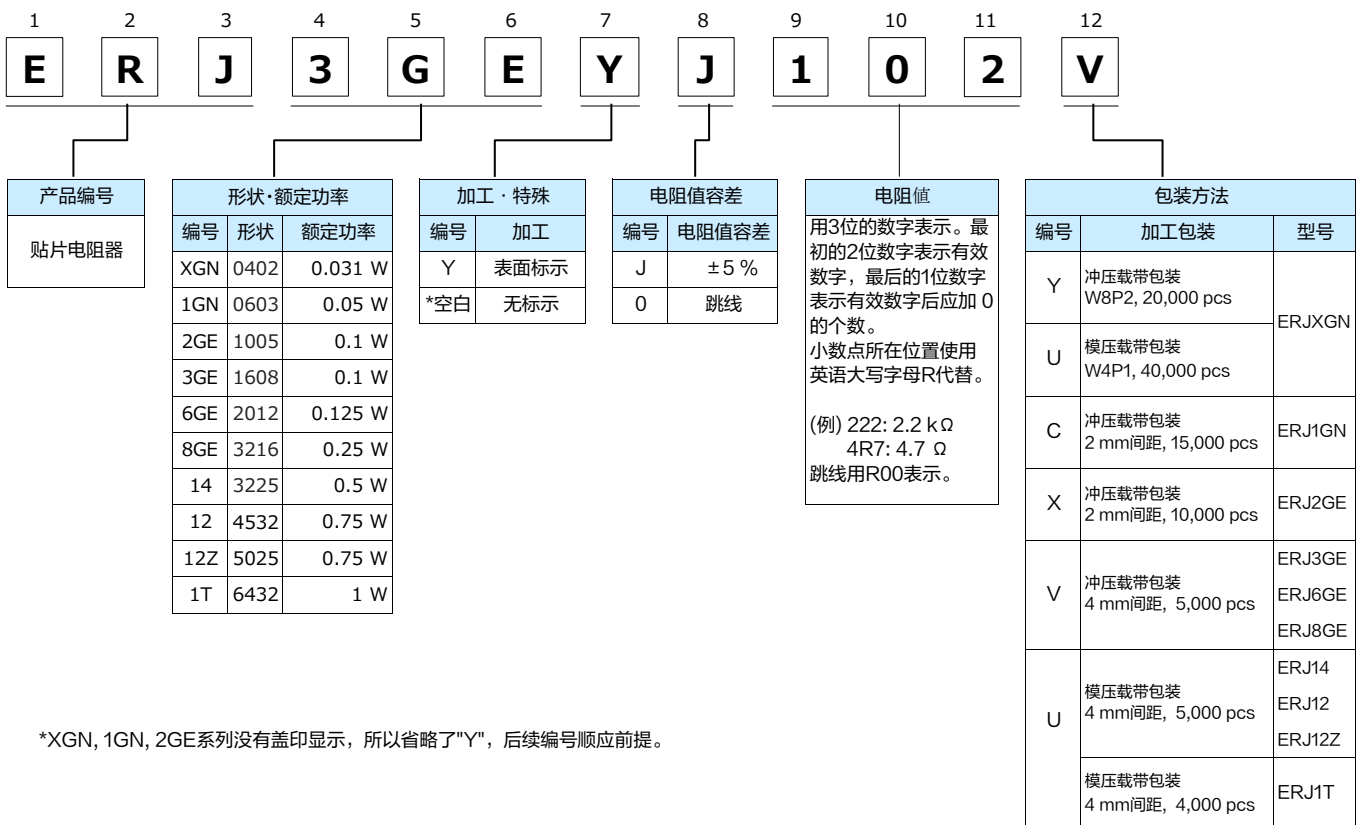 1 2 3 4 5 6 7 8 9 10 11 12
E R J 3 G E Y J 1 0 2 V
产品编号
贴片电阻器
形状·额定功率
编号 形状 额定功率
XGN 0402 0.031 W
1GN 0603 0.05 W
2GE 1005 0.1 W
3GE 1608 0.1 W
6GE 2012 0.125 W
8GE 3216 0.25 W
14 3225 0.5 W
12 4532 0.75 W
12Z 5025 0.75 W
1T 6432 1 W
加工·特殊
编号 加工
Y 表面标示
*空白 无标示
电阻值容差
编号 电阻值容差
J ±5 %
0 跳线
电阻値
用3位的数字表示。最
初的2位数字表示有效
数字，最后的1位数字
表示有效数字后应加 0
的个数。
小数点所在位置使用
英语大写字母R代替。
(例) 222: 2.2 kΩ
4R7: 4.7 Ω
跳线用R00表示。
包装方法
编号 加工包装 型号
Y 冲压载带包装
W8P2, 20,000 pcs
ERJXGN
U 模压载带包装
W4P1, 40,000 pcs
C 冲压载带包装
2 mm间距, 15,000 pcs ERJ1GN
X 冲压载带包装
2 mm间距, 10,000 pcs ERJ2GE
V 冲压载带包装
4 mm间距, 5,000 pcs
ERJ3GE
ERJ6GE
ERJ8GE
U 模压载带包装
4 mm间距, 5,000 pcs
ERJ14
ERJ12
ERJ12Z
模压载带包装
4 mm间距, 4,000 pcs ERJ1T
*XGN, 1GN, 2GE系列没有盖印显示，所以省略了"Y"，后续编号顺应前提。